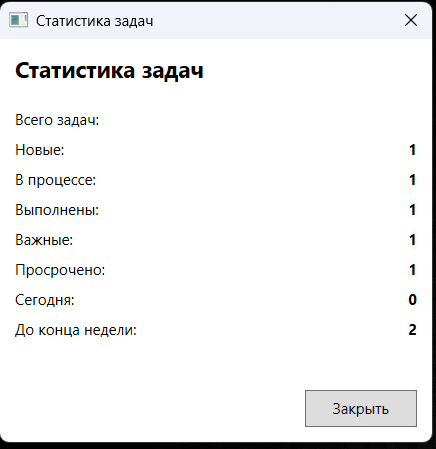 Статистика задач
Статистика задач
Всего задач:
Новые: 1
В процессе: 1
Выполнены: 1
Важные: 1
Просрочено: 1
Сегодня: 0
До конца недели: 2
Закрыть